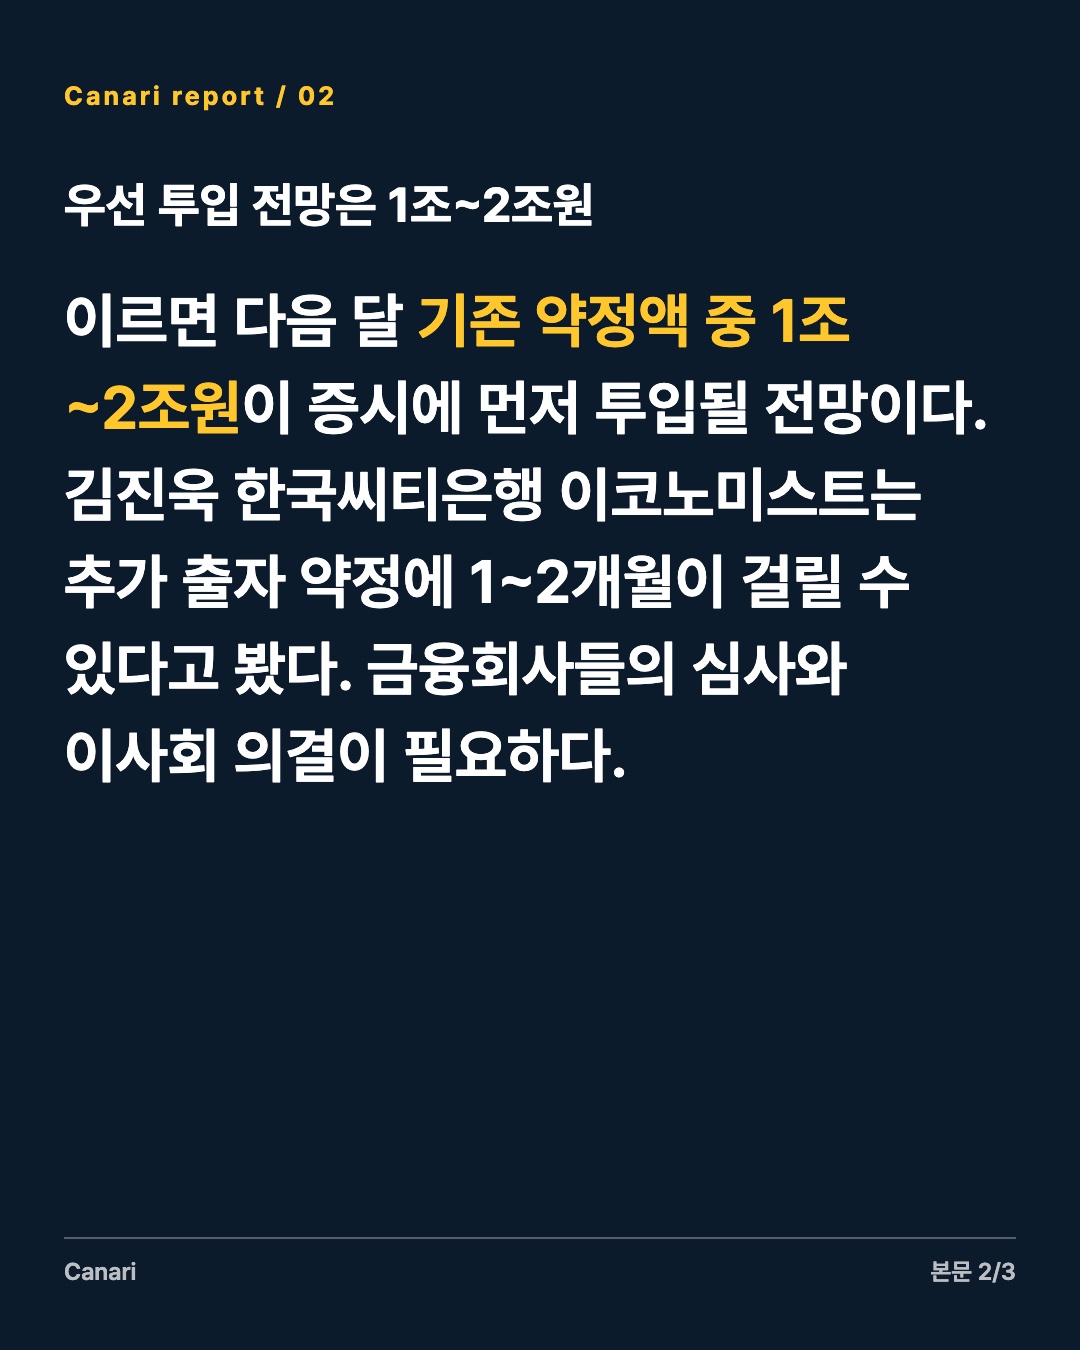 Canari report / 02
우선 투입 전망은 1조~2조원
이르면 다음 달 기존 약정액 중 1조
~2조원이 증시에 먼저 투입될 전망이다.
김진욱 한국씨티은행 이코노미스트는
추가 출자 약정에 1~2개월이 걸릴 수
있다고 봤다. 금융회사들의 심사와
이사회 의결이 필요하다.
Canari
본문 2/3